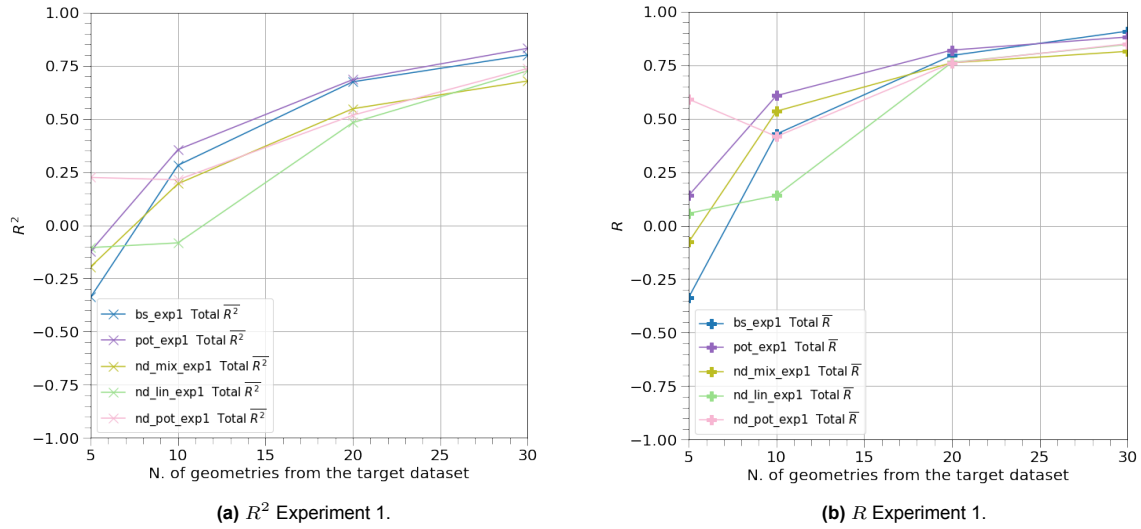 1.00
0.75
0.50
0.25
0.00
−0.25
−0.50
−0.75
−1.00
R²
bs_exp1 Total R²
pot_exp1 Total R²
nd_mix_exp1 Total R²
nd_lin_exp1 Total R²
nd_pot_exp1 Total R²
5 10 15 20 25 30
N. of geometries from the target dataset
(a) R² Experiment 1.
1.00
0.75
0.50
0.25
0.00
−0.25
−0.50
−0.75
−1.00
R
bs_exp1 Total R
pot_exp1 Total R
nd_mix_exp1 Total R
nd_lin_exp1 Total R
nd_pot_exp1 Total R
5 10 15 20 25 30
N. of geometries from the target dataset
(b) R Experiment 1.